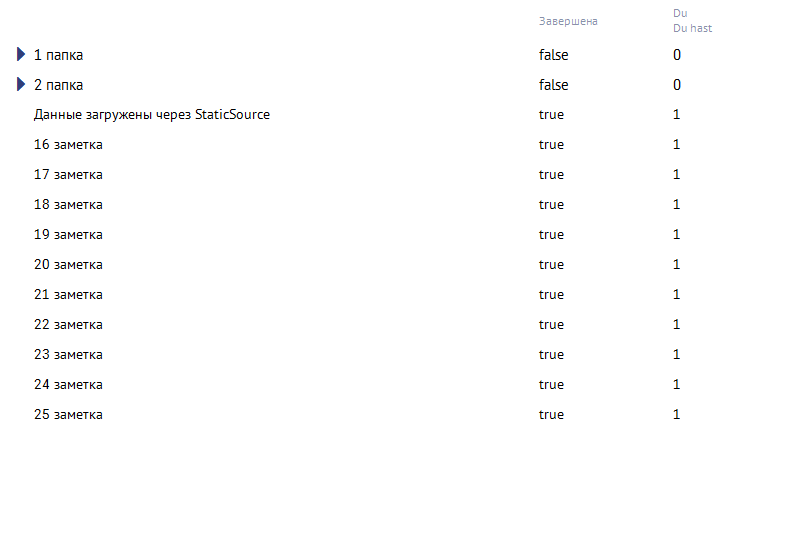 Завершена
Du
Du hast
1 папка false 0
2 папка false 0
Данные загружены через StaticSource true 1
16 заметка true 1
17 заметка true 1
18 заметка true 1
19 заметка true 1
20 заметка true 1
21 заметка true 1
22 заметка true 1
23 заметка true 1
24 заметка true 1
25 заметка true 1